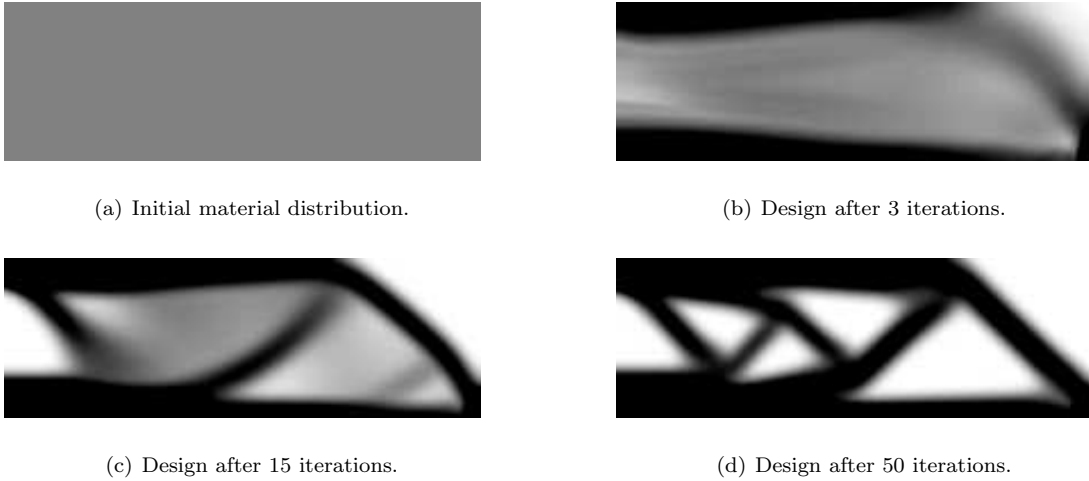 (a) Initial material distribution.
(b) Design after 3 iterations.
(c) Design after 15 iterations.
(d) Design after 50 iterations.